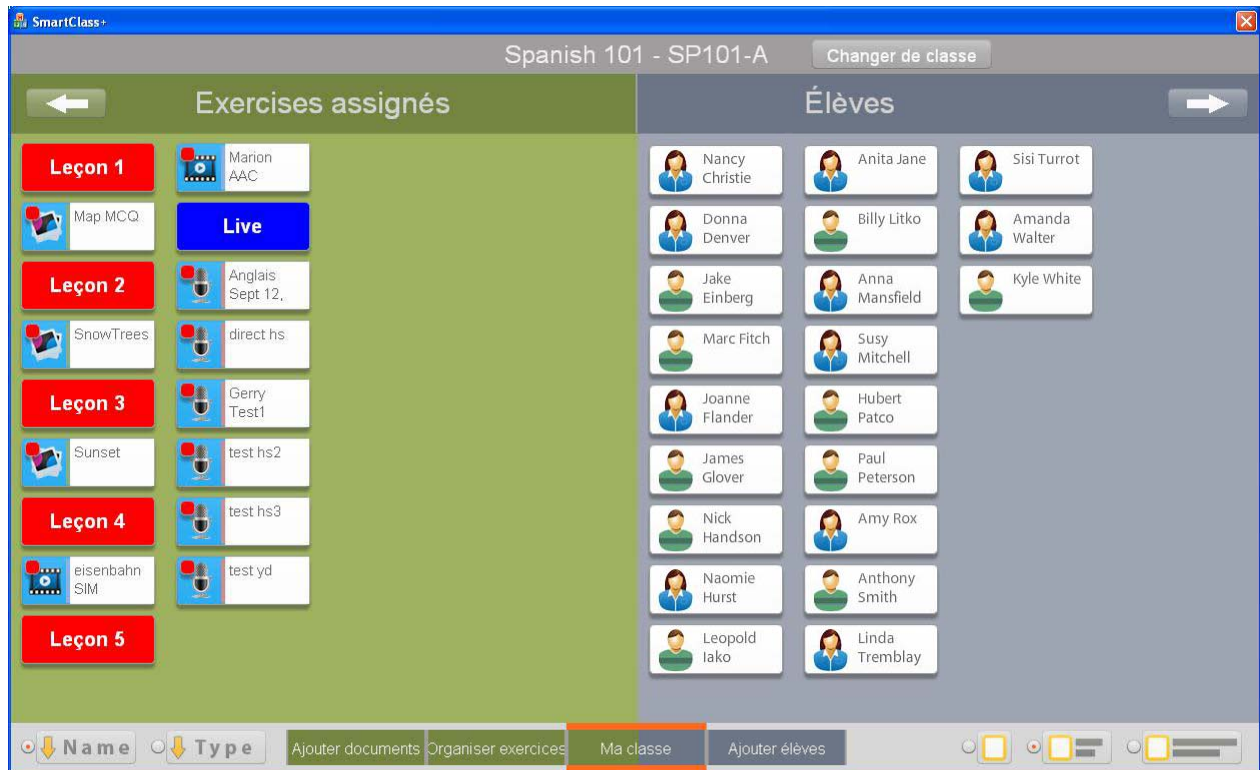 SmartClass+
Spanish 101 - SP101-A
Changer de classe
Exercises assignés
Leçon 1
Map MCQ
Leçon 2
SnowTrees
Leçon 3
Sunset
Leçon 4
eisenbahn
SIM
Leçon 5
Marion
AAC
Live
Anglais
Sept 12,
direct hs
Gerry
Test1
test hs2
test hs3
test yd
Élèves
Nancy
Christie
Donna
Denver
Jake
Einberg
Marc Fitch
Joanne
Flander
James
Glover
Nick
Handson
Naomie
Hurst
Leopold
Iako
Anita Jane
Billy Litko
Anna
Mansfield
Susy
Mitchell
Hubert
Patco
Paul
Peterson
Amy Rox
Anthony
Smith
Linda
Tremblay
Sisi Turrot
Amanda
Walter
Kyle White
Name
Type
Ajouter documents
Organiser exercices
Ma classe
Ajouter élèves